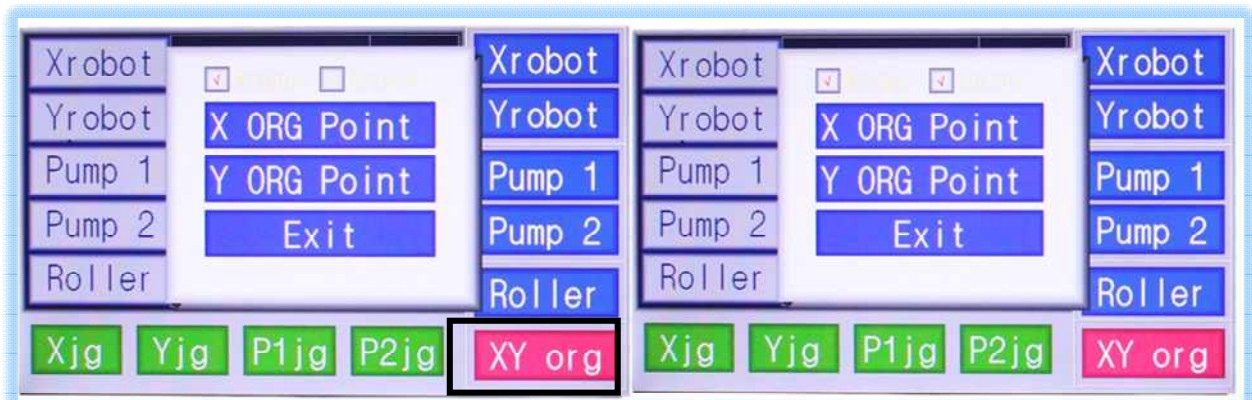 Xrobot
Yrobot
Pump 1
Pump 2
Roller
X ORG Point
Y ORG Point
Exit
Xrobot
Yrobot
Pump 1
Pump 2
Roller
Xjg Yjg P1jg P2jg XY org
Xrobot
Yrobot
Pump 1
Pump 2
Roller
X ORG Point
Y ORG Point
Exit
Xrobot
Yrobot
Pump 1
Pump 2
Roller
Xjg Yjg P1jg P2jg XY org